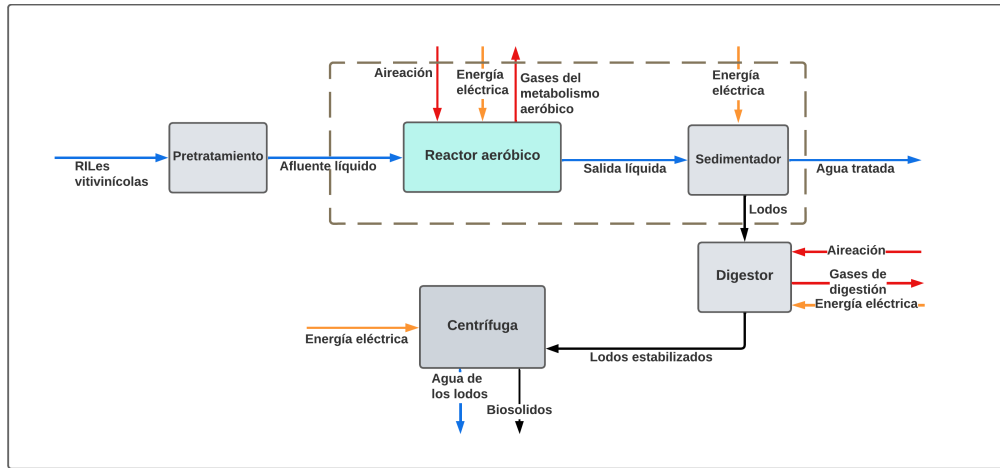 Aireación
Energía
eléctrica
Gases del
metabolismo
aeróbico
Energía
eléctrica
Pretratamiento
Reactor aeróbico
Sedimentador
RILes
vitivinícolas
Afluente líquido
Salida líquida
Agua tratada
Lodos
Digestor
Aireación
Gases de
digestión
Energía eléctrica
Centrífuga
Energía eléctrica
Lodos estabilizados
Agua de
los lodos
Biosolidos